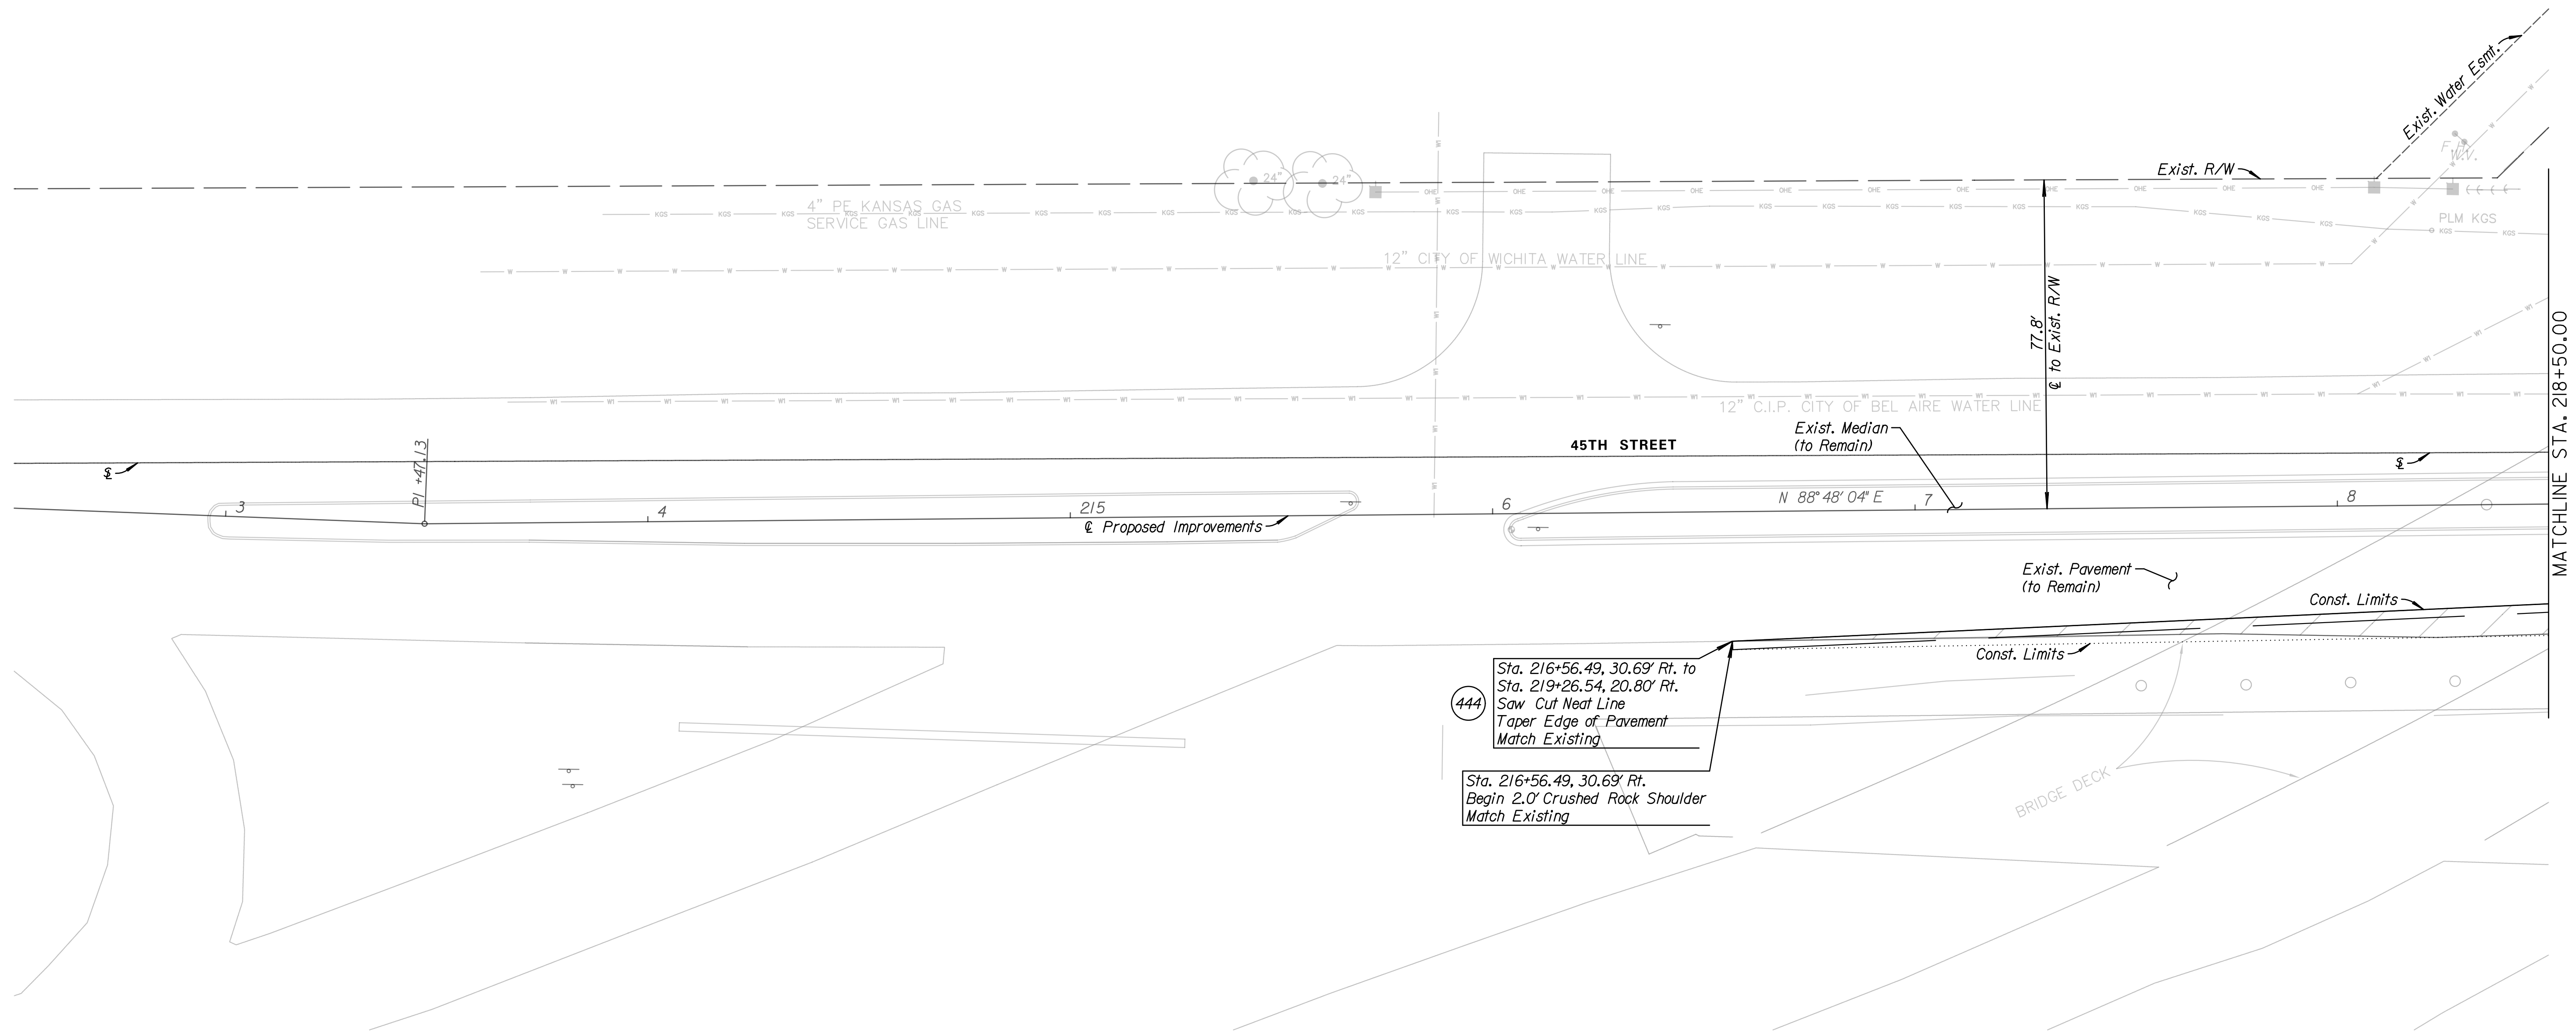 Exist. Water Esmt.
Exist. R/W
24"
24"
F.H.
W.V.
PLM KGS
4" PE KANSAS GAS
SERVICE GAS LINE
12" CITY OF WICHITA WATER LINE
77.8'
℄ to Exist. R/W
12" C.I.P. CITY OF BEL AIRE WATER LINE
MATCHLINE STA. 218+50.00
45TH STREET
Exist. Median
(to Remain)
℄
℄
PI +47.13
3
4
215
6
7
8
N 88°48'04" E
℄ Proposed Improvements
Exist. Pavement
(to Remain)
Const. Limits
Const. Limits
444
Sta. 216+56.49, 30.69' Rt. to
Sta. 219+26.54, 20.80' Rt.
Saw Cut Neat Line
Taper Edge of Pavement
Match Existing
Sta. 216+56.49, 30.69' Rt.
Begin 2.0' Crushed Rock Shoulder
Match Existing
BRIDGE DECK